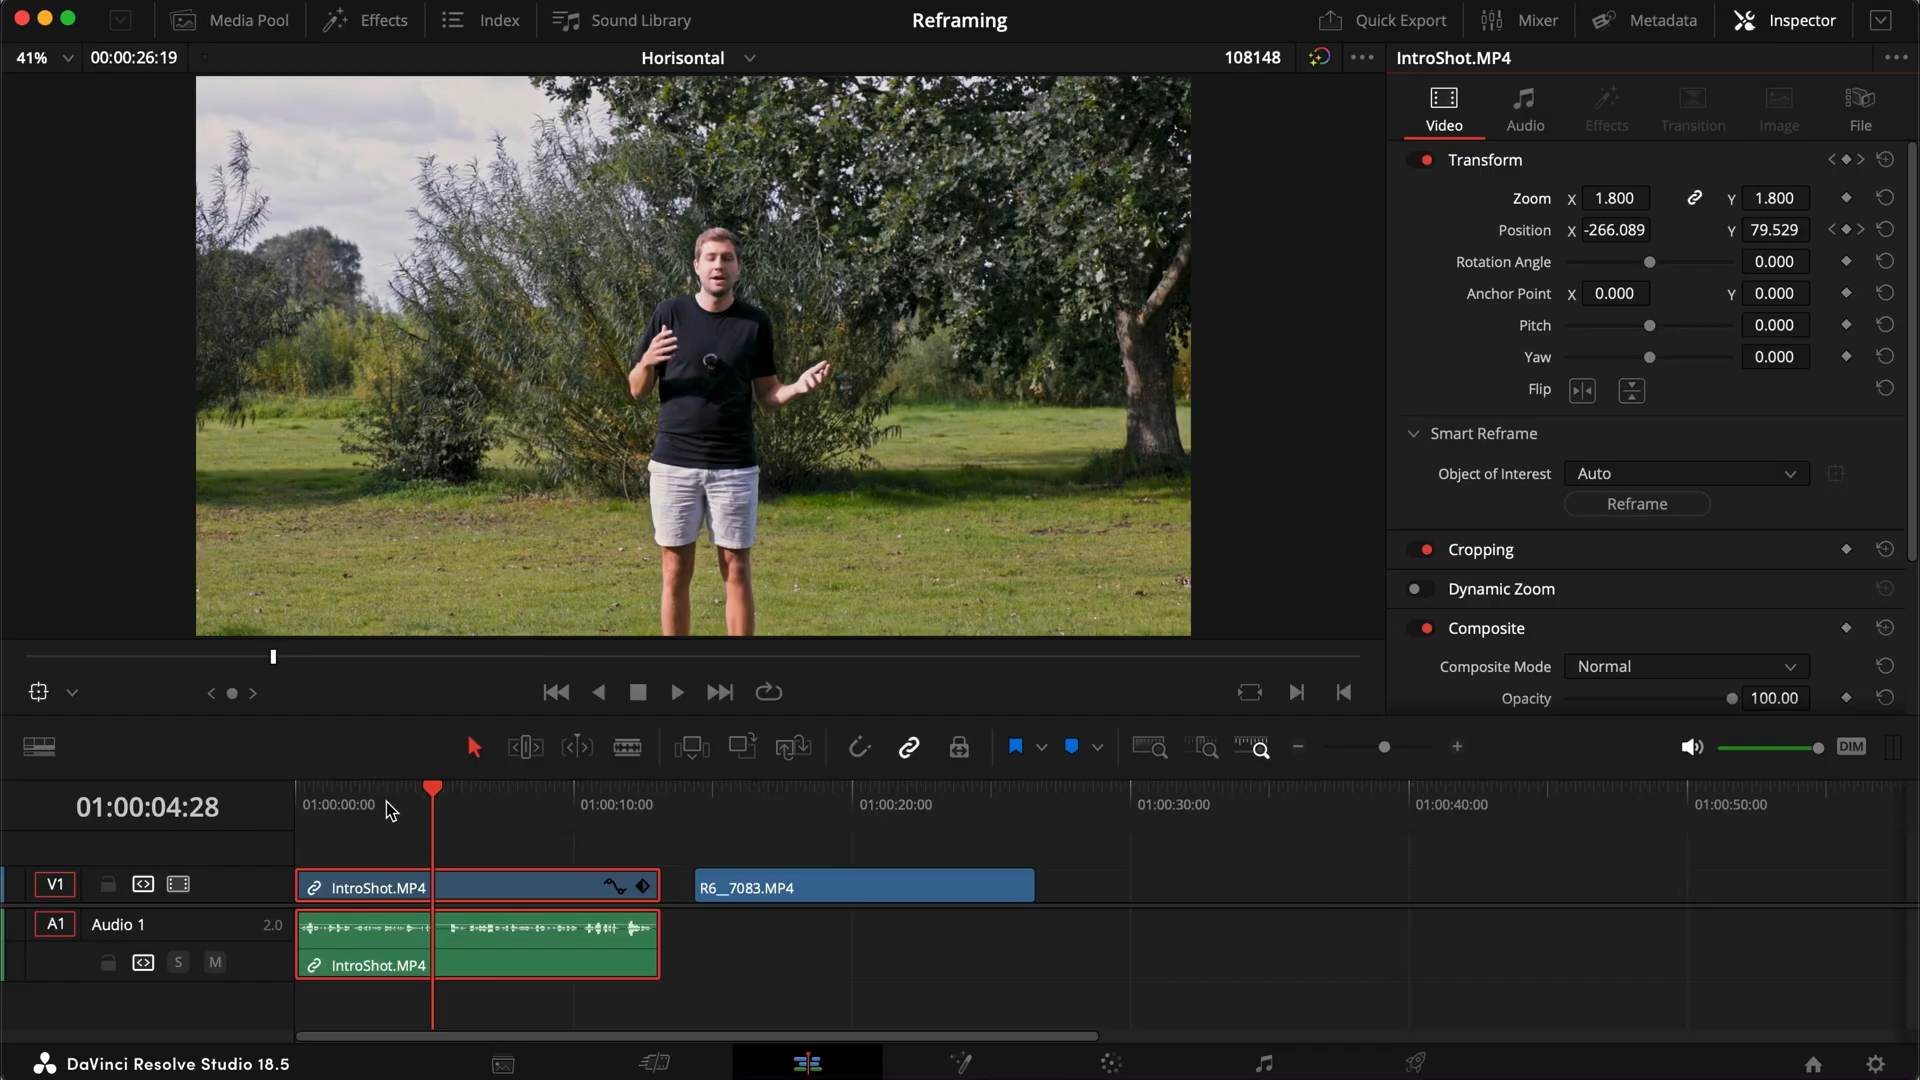 Media Pool Effects Index Sound Library Reframing Quick Export Mixer Metadata Inspector
41% 00:00:26:19 Horisontal 108148 IntroShot.MP4
Video Audio Effects Transition Image File
Transform
Zoom X 1.800 Y 1.800
Position X -266.089 Y 79.529
Rotation Angle 0.000
Anchor Point X 0.000 Y 0.000
Pitch 0.000
Yaw 0.000
Flip
Smart Reframe
Object of Interest Auto
Reframe
Cropping
Dynamic Zoom
Composite
Composite Mode Normal
Opacity 100.00
DIM
01:00:04:28 01:00:00:00 01:00:10:00 01:00:20:00 01:00:30:00 01:00:40:00 01:00:50:00
V1 IntroShot.MP4 R6__7083.MP4
A1 Audio 1 2.0
S M IntroShot.MP4
DaVinci Resolve Studio 18.5